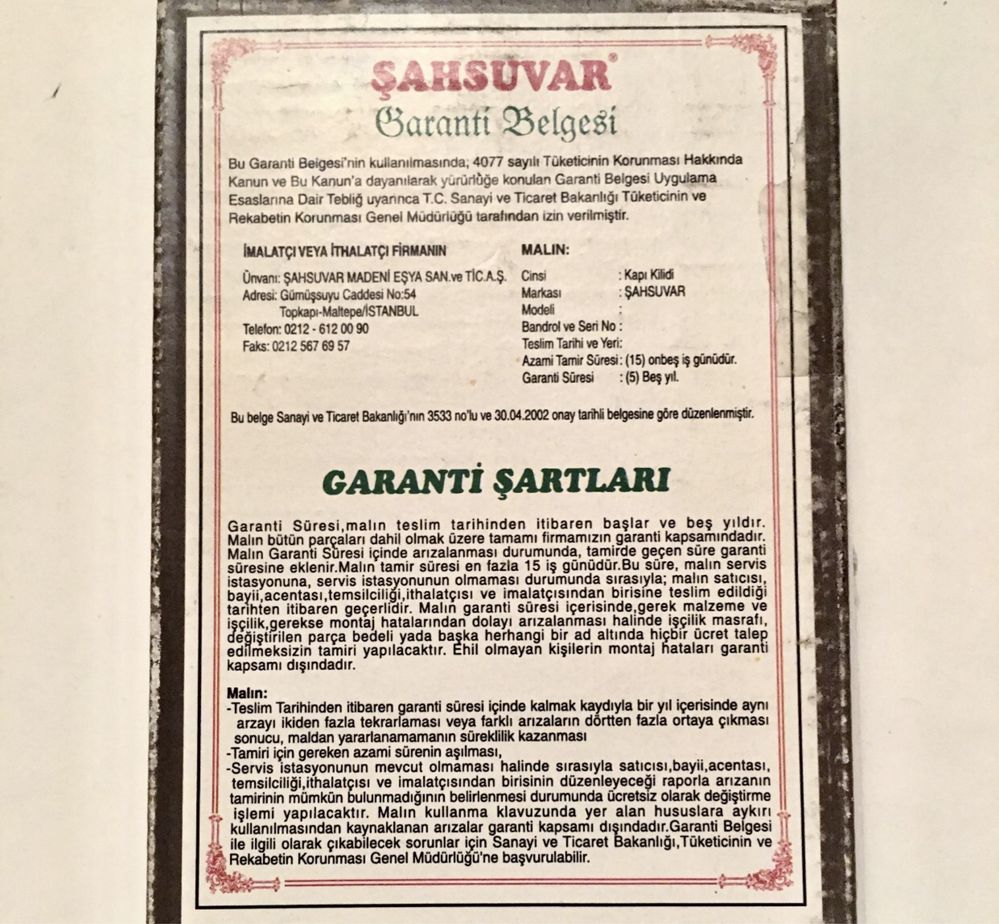 ŞAHSUVAR®
Garanti Belgesi
Bu Garanti Belgesi'nin kullanılmasında; 4077 sayılı Tüketicinin Korunması Hakkında
Kanun ve Bu Kanun'a dayanılarak yürürlüğe konulan Garanti Belgesi Uygulama
Esaslarına Dair Tebliğ uyarınca T.C. Sanayi ve Ticaret Bakanlığı Tüketicinin ve
Rekabetin Korunması Genel Müdürlüğü tarafından izin verilmiştir.
İMALATÇI VEYA İTHALATÇI FİRMANIN
Ünvanı: ŞAHSUVAR MADENİ EŞYA SAN.ve TİC.A.Ş.
Adresi: Gümüşsuyu Caddesi No:54
Topkapı-Maltepe/İSTANBUL
Telefon: 0212 - 612 00 90
Faks: 0212 567 69 57
MALIN:
Cinsi : Kapı Kilidi
Markası : ŞAHSUVAR
Modeli :
Bandrol ve Seri No :
Teslim Tarihi ve Yeri:
Azami Tamir Süresi : (15) onbeş iş günüdür.
Garanti Süresi : (5) Beş yıl.
Bu belge Sanayi ve Ticaret Bakanlığı'nın 3533 no'lu ve 30.04.2002 onay tarihli belgesine göre düzenlenmiştir.
GARANTİ ŞARTLARI
Garanti Süresi,malın teslim tarihinden itibaren başlar ve beş yıldır.
Malın bütün parçaları dahil olmak üzere tamamı firmamızın garanti kapsamındadır.
Malın Garanti Süresi içinde arızalanması durumunda, tamirde geçen süre garanti
süresine eklenir.Malın tamir süresi en fazla 15 iş günüdür.Bu süre, malın servis
istasyonuna, servis istasyonunun olmaması durumunda sırasıyla; malın satıcısı,
bayii,acentası,temsilciliği,ithalatçısı ve imalatçısından birisine teslim edildiği
tarihten itibaren geçerlidir. Malın garanti süresi içerisinde,gerek malzeme ve
işçilik,gerekse montaj hatalarından dolayı arızalanması halinde işçilik masrafı,
değiştirilen parça bedeli yada başka herhangi bir ad altında hiçbir ücret talep
edilmeksizin tamiri yapılacaktır. Ehil olmayan kişilerin montaj hataları garanti
kapsamı dışındadır.
Malın:
-Teslim Tarihinden itibaren garanti süresi içinde kalmak kaydıyla bir yıl içerisinde aynı
arzayı ikiden fazla tekrarlaması veya farklı arızaların dörtten fazla ortaya çıkması
sonucu, maldan yararlanamamanın süreklilik kazanması
-Tamiri için gereken azami sürenin aşılması,
-Servis istasyonunun mevcut olmaması halinde sırasıyla satıcısı,bayii,acentası,
temsilciliği,ithalatçısı ve imalatçısından birisinin düzenleyeceği raporla arızanın
tamirinin mümkün bulunmadığının belirlenmesi durumunda ücretsiz olarak değiştirme
işlemi yapılacaktır. Malın kullanma klavuzunda yer alan hususlara aykırı
kullanılmasından kaynaklanan arızalar garanti kapsamı dışındadır.Garanti Belgesi
ile ilgili olarak çıkabilecek sorunlar için Sanayi ve Ticaret Bakanlığı,Tüketicinin ve
Rekabetin Korunması Genel Müdürlüğü'ne başvurulabilir.